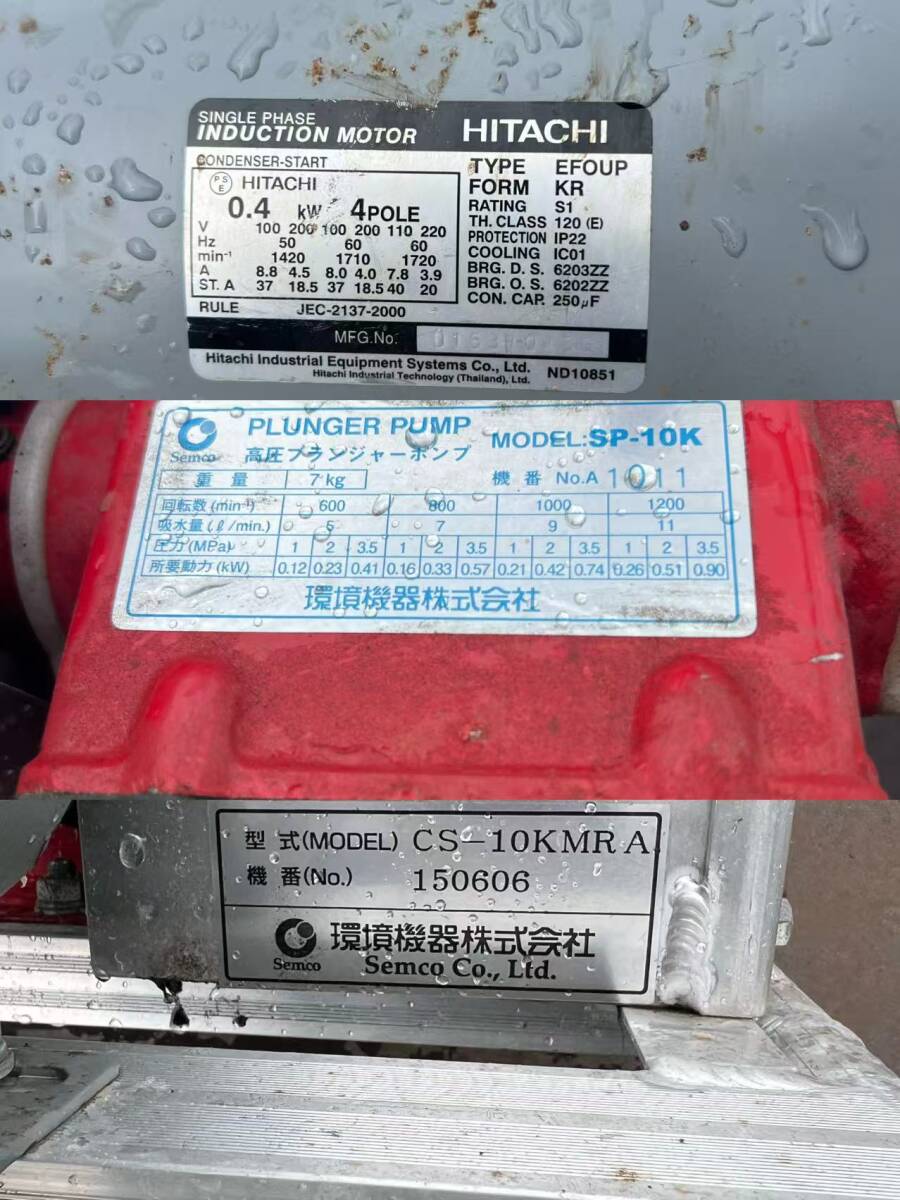 SINGLE PHASE
INDUCTION MOTOR HITACHI
CONDENSER-START
PSE HITACHI
0.4 kW 4POLE
V 100 200 100 200 110 220
Hz 50 60 60
min⁻¹ 1420 1710 1720
A 8.8 4.5 8.0 4.0 7.8 3.9
ST. A 37 18.5 37 18.5 40 20
TYPE EFOUP
FORM KR
RATING S1
TH. CLASS 120 (E)
PROTECTION IP22
COOLING IC01
BRG. D. S. 6203ZZ
BRG. O. S. 6202ZZ
CON. CAP. 250μF
RULE JEC-2137-2000
MFG.No.
Hitachi Industrial Equipment Systems Co., Ltd.
Hitachi Industrial Technology (Thailand), Ltd. ND10851
Semco
PLUNGER PUMP MODEL:SP-10K
高圧プランジャーポンプ
重量 7kg 機番 No.A 1011
回転数 (min⁻¹) 600 800 1000 1200
吸水量 (ℓ/min.) 5 7 9 11
圧力 (MPa) 1 2 3.5 1 2 3.5 1 2 3.5 1 2 3.5
所要動力 (kW) 0.12 0.23 0.41 0.16 0.33 0.57 0.21 0.42 0.74 0.26 0.51 0.90
環境機器株式会社
型式(MODEL) CS-10KMRA
機番(No.) 150606
Semco
環境機器株式会社
Semco Co., Ltd.